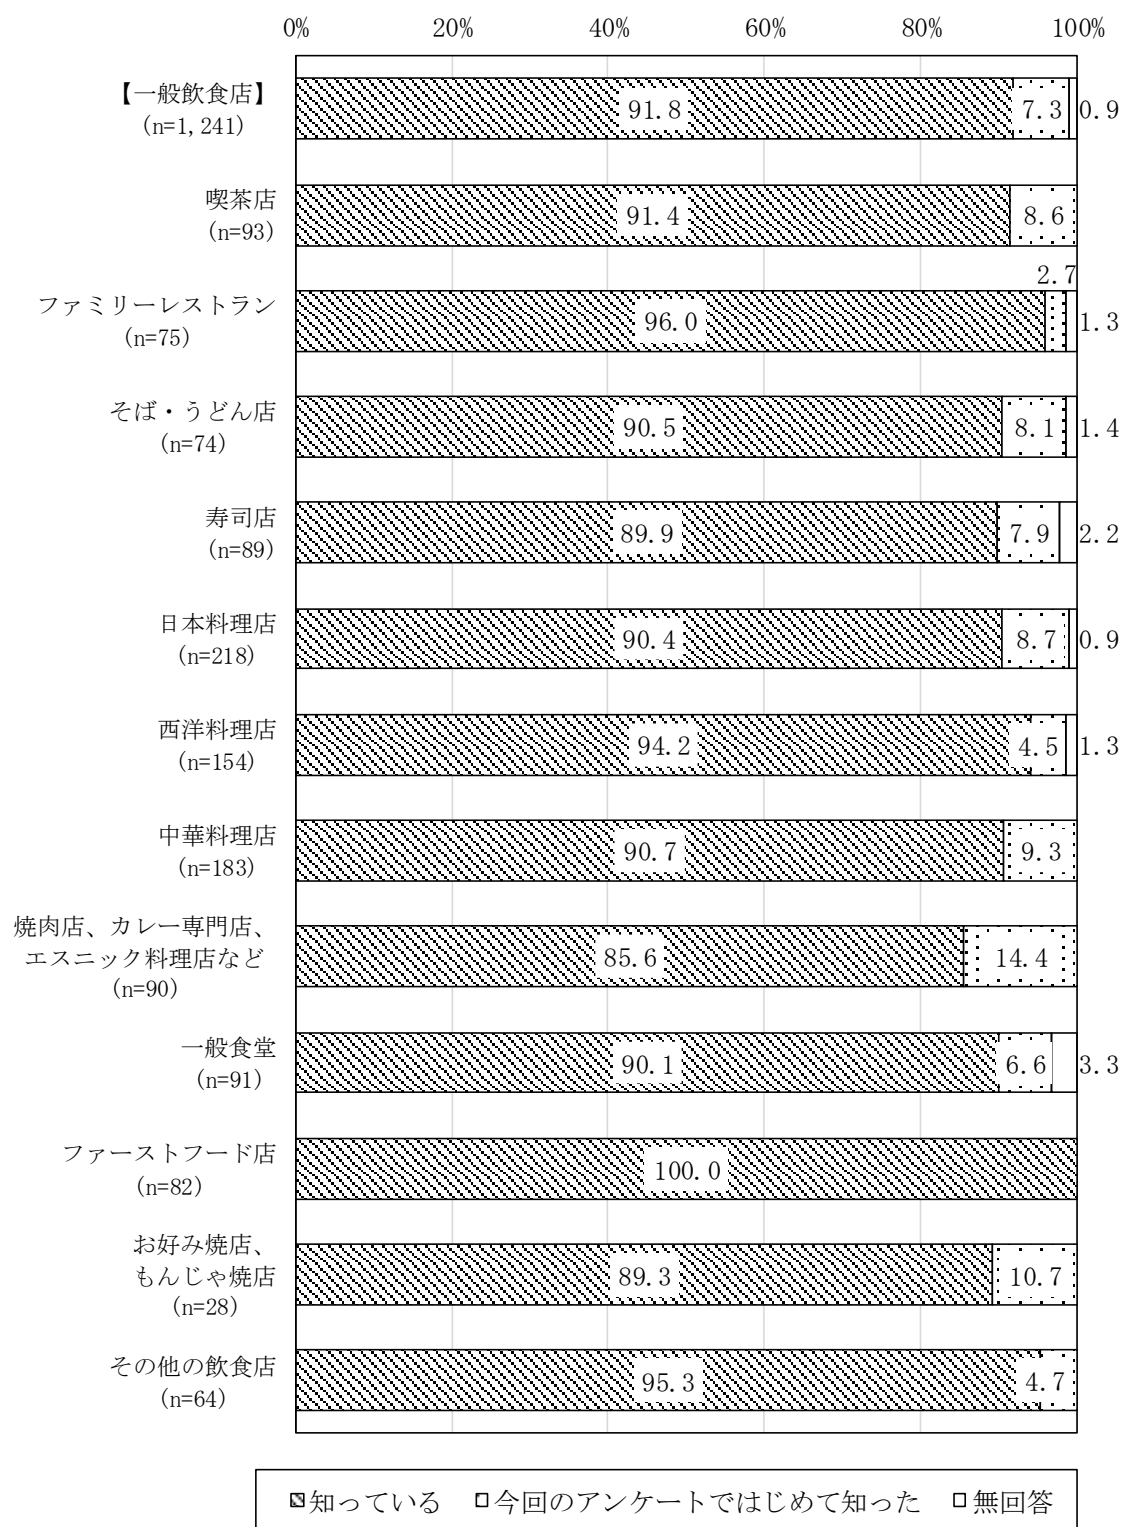 0% 20% 40% 60% 80% 100%
【一般飲食店】
(n=1,241)
91.8 7.3 0.9
喫茶店
(n=93)
91.4 8.6
ファミリーレストラン
(n=75)
96.0 2.7 1.3
そば・うどん店
(n=74)
90.5 8.1 1.4
寿司店
(n=89)
89.9 7.9 2.2
日本料理店
(n=218)
90.4 8.7 0.9
西洋料理店
(n=154)
94.2 4.5 1.3
中華料理店
(n=183)
90.7 9.3
焼肉店、カレー専門店、
エスニック料理店など
(n=90)
85.6 14.4
一般食堂
(n=91)
90.1 6.6 3.3
ファーストフード店
(n=82)
100.0
お好み焼店、
もんじゃ焼店
(n=28)
89.3 10.7
その他の飲食店
(n=64)
95.3 4.7
知っている 今回のアンケートではじめて知った 無回答